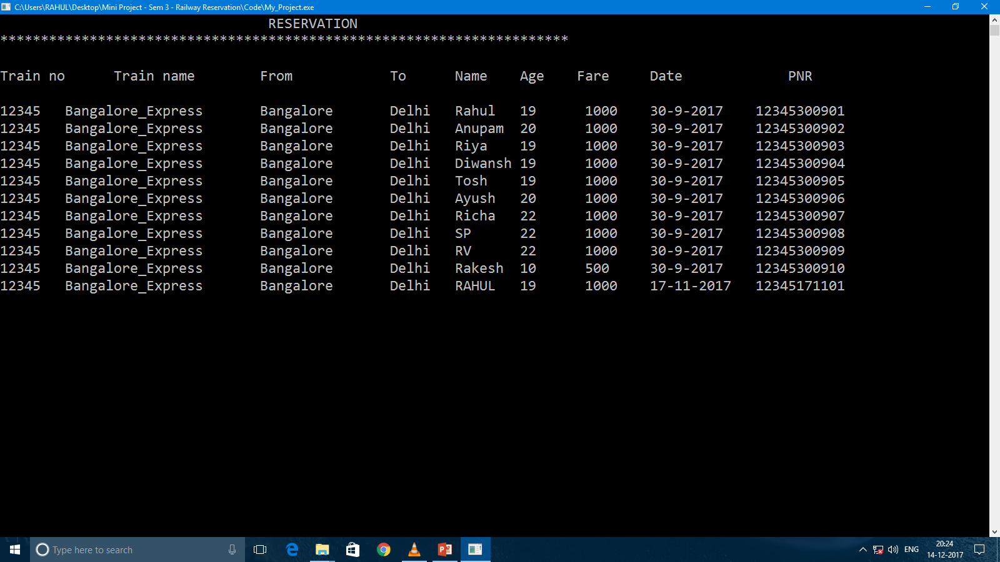 C:\Users\RAHUL\Desktop\Mini Project - Sem 3 - Railway Reservation\Code\My_Project.exe
RESERVATION
**********************************************************************
Train no Train name From To Name Age Fare Date PNR
12345 Bangalore_Express Bangalore Delhi Rahul 19 1000 30-9-2017 12345300901
12345 Bangalore_Express Bangalore Delhi Anupam 20 1000 30-9-2017 12345300902
12345 Bangalore_Express Bangalore Delhi Riya 19 1000 30-9-2017 12345300903
12345 Bangalore_Express Bangalore Delhi Diwansh 19 1000 30-9-2017 12345300904
12345 Bangalore_Express Bangalore Delhi Tosh 19 1000 30-9-2017 12345300905
12345 Bangalore_Express Bangalore Delhi Ayush 20 1000 30-9-2017 12345300906
12345 Bangalore_Express Bangalore Delhi Richa 22 1000 30-9-2017 12345300907
12345 Bangalore_Express Bangalore Delhi SP 22 1000 30-9-2017 12345300908
12345 Bangalore_Express Bangalore Delhi RV 22 1000 30-9-2017 12345300909
12345 Bangalore_Express Bangalore Delhi Rakesh 10 500 30-9-2017 12345300910
12345 Bangalore_Express Bangalore Delhi RAHUL 19 1000 17-11-2017 12345171101
Type here to search
ENG
20:24
14-12-2017